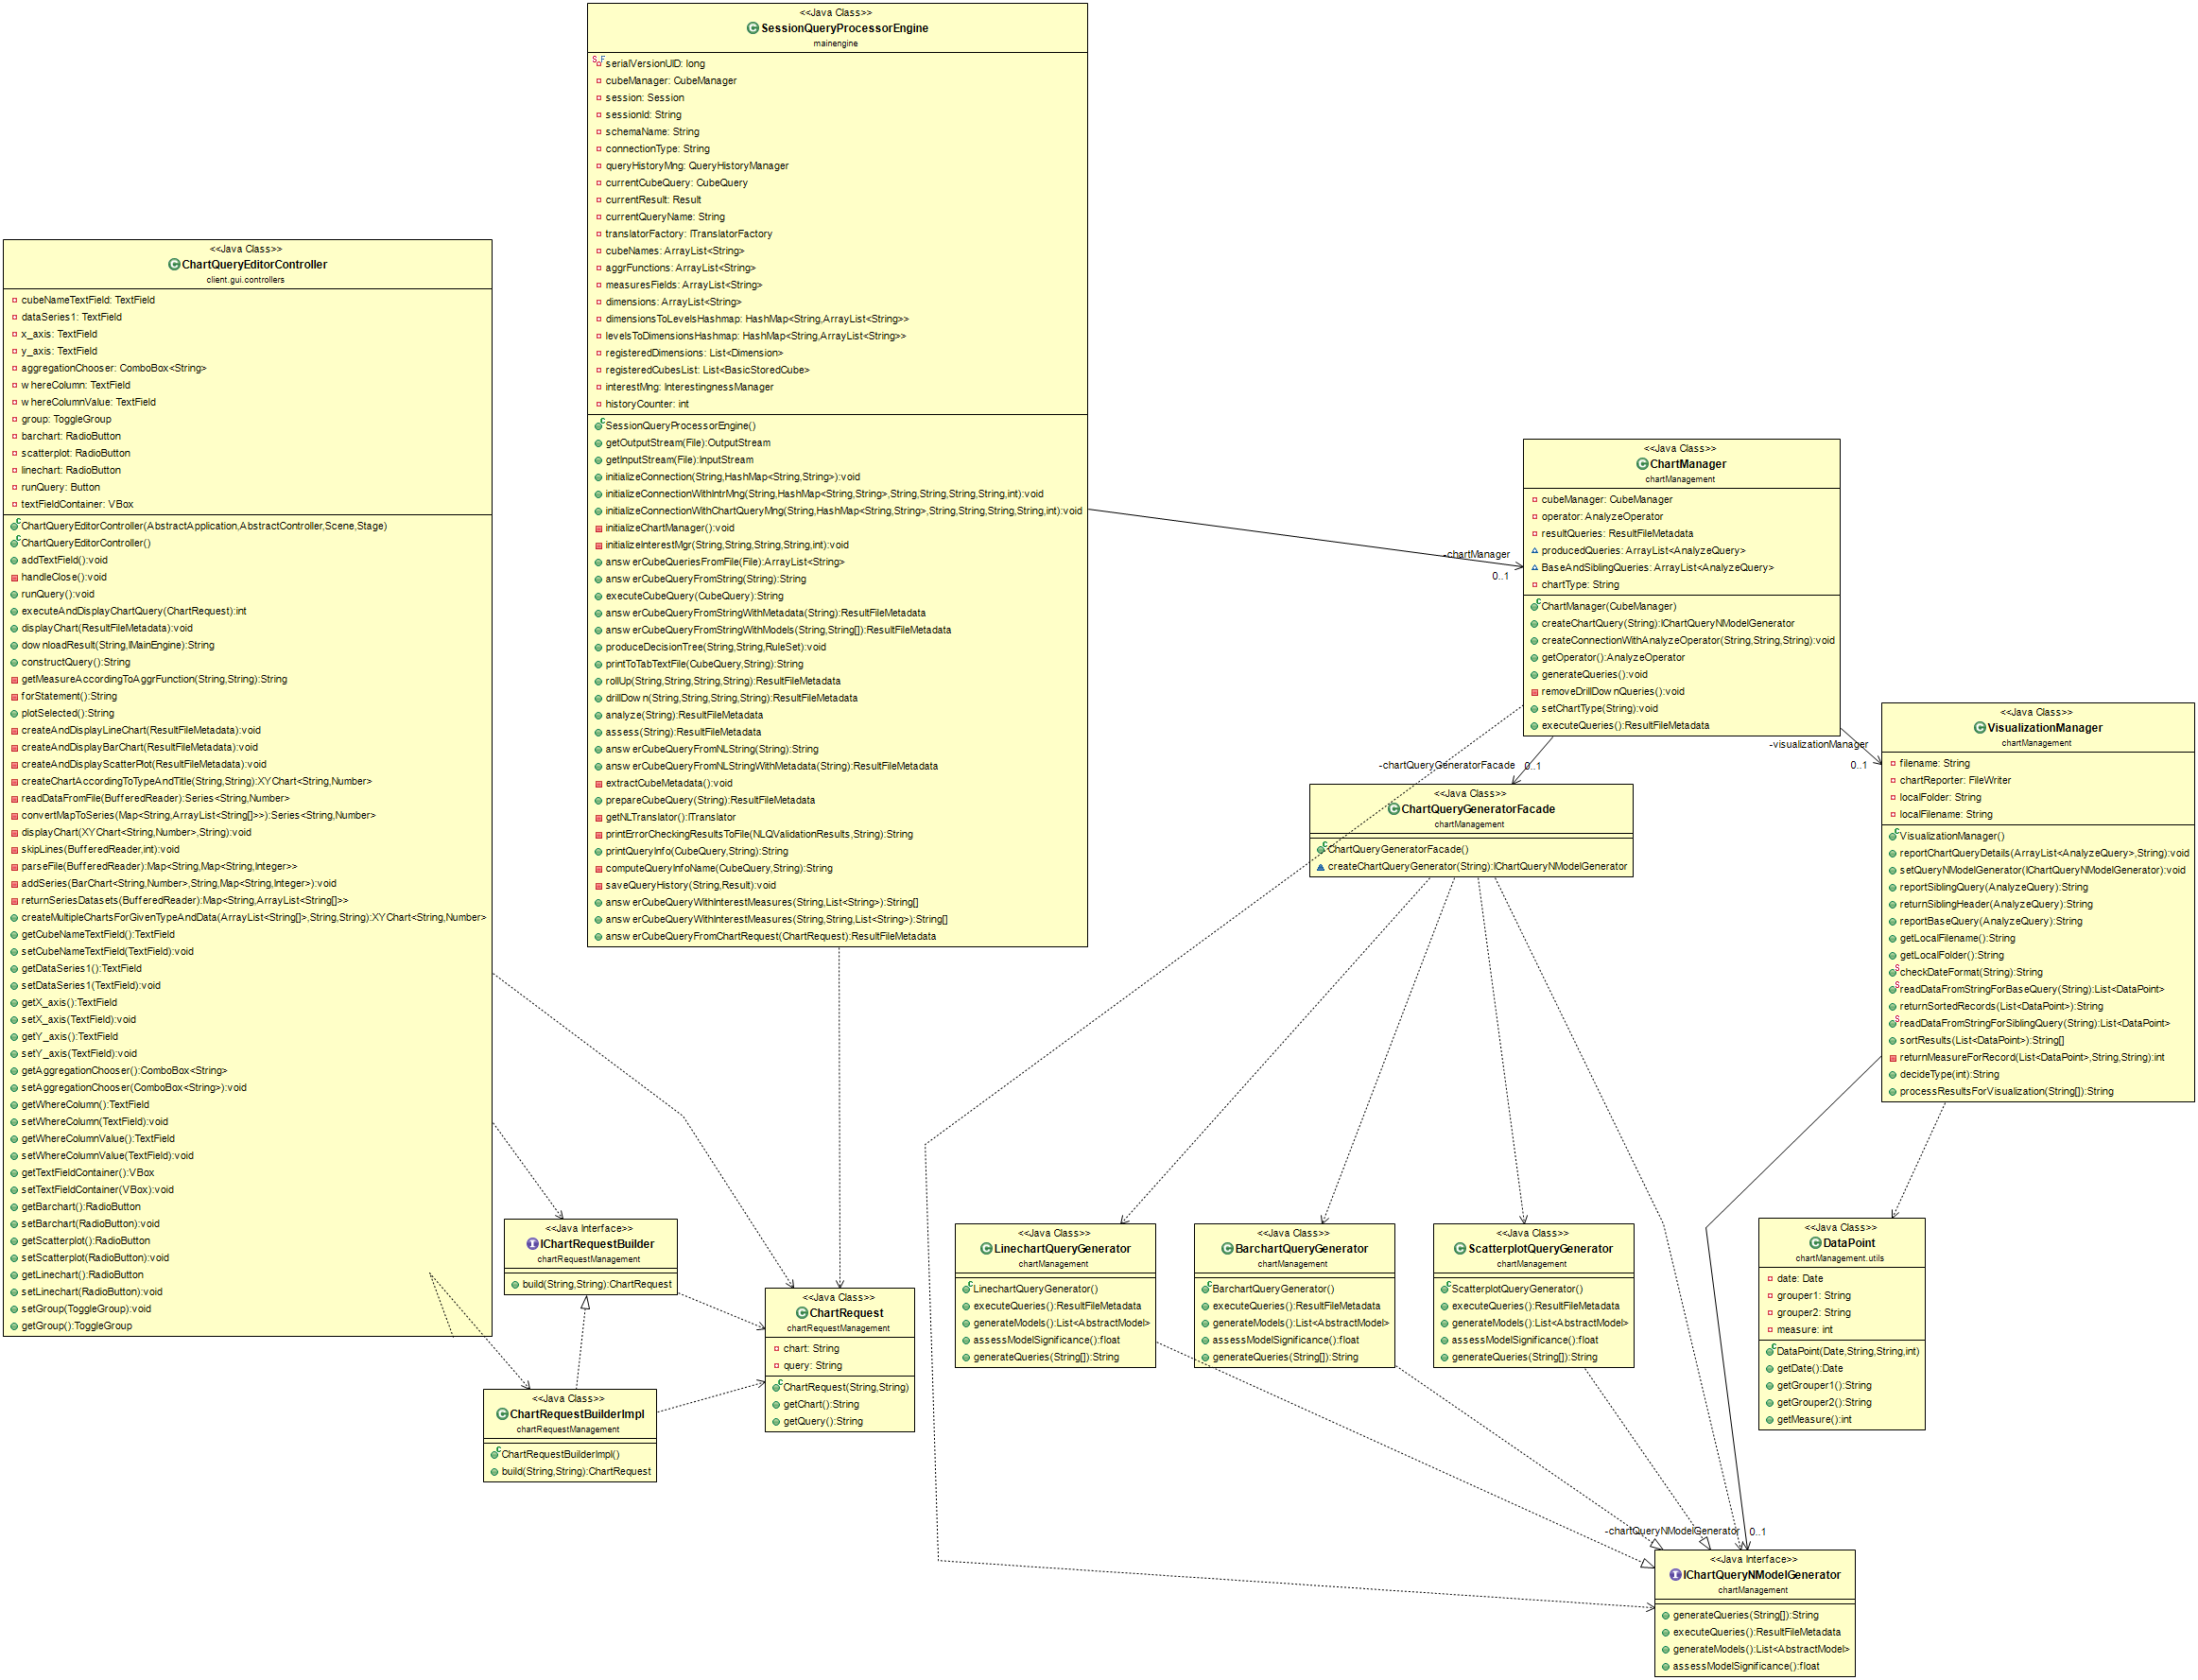 <<Java Class>>
SessionQueryProcessorEngine
mainengine
serialVersionUID: long
cubeManager: CubeManager
session: Session
sessionId: String
schemaName: String
connectionType: String
queryHistoryMng: QueryHistoryManager
currentCubeQuery: CubeQuery
currentResult: Result
currentQueryName: String
translatorFactory: ITranslatorFactory
cubeNames: ArrayList<String>
aggrFunctions: ArrayList<String>
measuresFields: ArrayList<String>
dimensions: ArrayList<String>
dimensionsToLevelsHashmap: HashMap<String,ArrayList<String>>
levelsToDimensionsHashmap: HashMap<String,ArrayList<String>>
registeredDimensions: List<Dimension>
registeredCubesList: List<BasicStoredCube>
interestMng: InterestingnessManager
historyCounter: int
SessionQueryProcessorEngine()
getOutputStream(File):OutputStream
getInputStream(File):InputStream
initializeConnection(String,HashMap<String,String>):void
initializeConnectionWithIntrMng(String,HashMap<String,String>,String,String,String,String,int):void
initializeConnectionWithChartQueryMng(String,HashMap<String,String>,String,String,String,String,int):void
initializeChartManager():void
initializeInterestMgr(String,String,String,String,int):void
answerCubeQueriesFromFile(File):ArrayList<String>
answerCubeQueryFromString(String):String
executeCubeQuery(CubeQuery):String
answerCubeQueryFromStringWithMetadata(String):ResultFileMetadata
answerCubeQueryFromStringWithModels(String,String[]):ResultFileMetadata
produceDecisionTree(String,String,RuleSet):void
printToTabTextFile(CubeQuery,String):String
rollUp(String,String,String,String):ResultFileMetadata
drillDown(String,String,String,String):ResultFileMetadata
analyze(String):ResultFileMetadata
assess(String):ResultFileMetadata
answerCubeQueryFromNLString(String):String
answerCubeQueryFromNLStringWithMetadata(String):ResultFileMetadata
extractCubeMetadata():void
prepareCubeQuery(String):ResultFileMetadata
getNLTranslator():ITranslator
printErrorCheckingResultsToFile(NLQValidationResults,String):String
printQueryInfo(CubeQuery,String):String
computeQueryInfoName(CubeQuery,String):String
saveQueryHistory(String,Result):void
answerCubeQueryWithInterestMeasures(String,List<String>):String[]
answerCubeQueryWithInterestMeasures(String,String,List<String>):String[]
answerCubeQueryFromChartRequest(ChartRequest):ResultFileMetadata
<<Java Class>>
ChartQueryEditorController
client.gui.controllers
cubeNameTextField: TextField
dataSeries1: TextField
x_axis: TextField
y_axis: TextField
aggregationChooser: ComboBox<String>
whereColumn: TextField
whereColumnValue: TextField
group: ToggleGroup
barchart: RadioButton
scatterplot: RadioButton
linechart: RadioButton
runQuery: Button
textFieldContainer: VBox
ChartQueryEditorController(AbstractApplication,AbstractController,Scene,Stage)
ChartQueryEditorController()
addTextField():void
handleClose():void
runQuery():void
executeAndDisplayChartQuery(ChartRequest):int
displayChart(ResultFileMetadata):void
downloadResult(String,IMainEngine):String
constructQuery():String
getMeasureAccordingToAggrFunction(String,String):String
forStatement():String
plotSelected():String
createAndDisplayLineChart(ResultFileMetadata):void
createAndDisplayBarChart(ResultFileMetadata):void
createAndDisplayScatterPlot(ResultFileMetadata):void
createChartAccordingToTypeAndTitle(String,String):XYChart<String,Number>
readDataFromFile(BufferedReader):Series<String,Number>
convertMapToSeries(Map<String,ArrayList<String[]>>):Series<String,Number>
displayChart(XYChart<String,Number>,String):void
skipLines(BufferedReader,int):void
parseFile(BufferedReader):Map<String,Map<String,Integer>>
addSeries(BarChart<String,Number>,String,Map<String,Integer>):void
returnSeriesDatasets(BufferedReader):Map<String,ArrayList<String[]>>
createMultipleChartsForGivenTypeAndData(ArrayList<String[]>,String,String):XYChart<String,Number>
getCubeNameTextField():TextField
setCubeNameTextField(TextField):void
getDataSeries1():TextField
setDataSeries1(TextField):void
getX_axis():TextField
setX_axis(TextField):void
getY_axis():TextField
setY_axis(TextField):void
getAggregationChooser():ComboBox<String>
setAggregationChooser(ComboBox<String>):void
getWhereColumn():TextField
setWhereColumn(TextField):void
getWhereColumnValue():TextField
setWhereColumnValue(TextField):void
getTextFieldContainer():VBox
setTextFieldContainer(VBox):void
getBarchart():RadioButton
setBarchart(RadioButton):void
getScatterplot():RadioButton
setScatterplot(RadioButton):void
getLinechart():RadioButton
setLinechart(RadioButton):void
setGroup(ToggleGroup):void
getGroup():ToggleGroup
-chartManager
0..1
<<Java Class>>
ChartManager
chartManagement
cubeManager: CubeManager
operator: AnalyzeOperator
resultQueries: ResultFileMetadata
producedQueries: ArrayList<AnalyzeQuery>
BaseAndSiblingQueries: ArrayList<AnalyzeQuery>
chartType: String
ChartManager(CubeManager)
createChartQuery(String):IChartQueryNModelGenerator
createConnectionWithAnalyzeOperator(String,String,String):void
getOperator():AnalyzeOperator
generateQueries():void
removeDrillDownQueries():void
setChartType(String):void
executeQueries():ResultFileMetadata
-visualizationManager
0..1
-chartQueryGeneratorFacade
0..1
<<Java Class>>
VisualizationManager
chartManagement
filename: String
chartReporter: FileWriter
localFolder: String
localFilename: String
VisualizationManager()
reportChartQueryDetails(ArrayList<AnalyzeQuery>,String):void
setQueryNModelGenerator(IChartQueryNModelGenerator):void
reportSiblingQuery(AnalyzeQuery):String
returnSiblingHeader(AnalyzeQuery):String
reportBaseQuery(AnalyzeQuery):String
getLocalFilename():String
getLocalFolder():String
checkDateFormat(String):String
readDataFromStringForBaseQuery(String):List<DataPoint>
returnSortedRecords(List<DataPoint>):String
readDataFromStringForSiblingQuery(String):List<DataPoint>
sortResults(List<DataPoint>):String[]
returnMeasureForRecord(List<DataPoint>,String,String):int
decideType(int):String
processResultsForVisualization(String[]):String
<<Java Class>>
ChartQueryGeneratorFacade
chartManagement
ChartQueryGeneratorFacade()
createChartQueryGenerator(String):IChartQueryNModelGenerator
<<Java Interface>>
IChartRequestBuilder
chartRequestManagement
build(String,String):ChartRequest
<<Java Class>>
ChartRequest
chartRequestManagement
chart: String
query: String
ChartRequest(String,String)
getChart():String
getQuery():String
<<Java Class>>
ChartRequestBuilderImpl
chartRequestManagement
ChartRequestBuilderImpl()
build(String,String):ChartRequest
<<Java Class>>
LinechartQueryGenerator
chartManagement
LinechartQueryGenerator()
executeQueries():ResultFileMetadata
generateModels():List<AbstractModel>
assessModelSignificance():float
generateQueries(String[]):String
<<Java Class>>
BarchartQueryGenerator
chartManagement
BarchartQueryGenerator()
executeQueries():ResultFileMetadata
generateModels():List<AbstractModel>
assessModelSignificance():float
generateQueries(String[]):String
<<Java Class>>
ScatterplotQueryGenerator
chartManagement
ScatterplotQueryGenerator()
executeQueries():ResultFileMetadata
generateModels():List<AbstractModel>
assessModelSignificance():float
generateQueries(String[]):String
<<Java Class>>
DataPoint
chartManagement.utils
date: Date
grouper1: String
grouper2: String
measure: int
DataPoint(Date,String,String,int)
getDate():Date
getGrouper1():String
getGrouper2():String
getMeasure():int
-chartQueryNModelGenerator
0..1
<<Java Interface>>
IChartQueryNModelGenerator
chartManagement
generateQueries(String[]):String
executeQueries():ResultFileMetadata
generateModels():List<AbstractModel>
assessModelSignificance():float